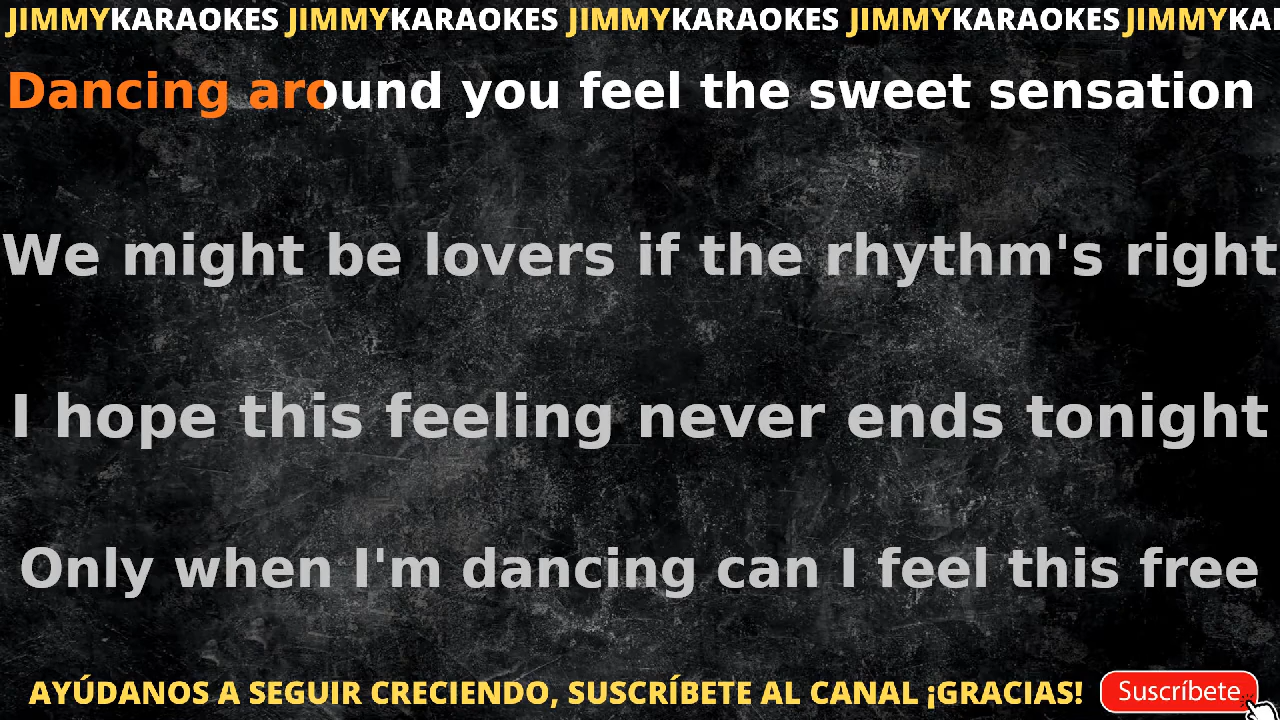 JIMMYKARAOKES JIMMYKARAOKES JIMMYKARAOKES JIMMYKARAOKES JIMMYKA
Dancing around you feel the sweet sensation
We might be lovers if the rhythm's right
I hope this feeling never ends tonight
Only when I'm dancing can I feel this free
AYÚDANOS A SEGUIR CRECIENDO, SUSCRÍBETE AL CANAL ¡GRACIAS! Suscríbete